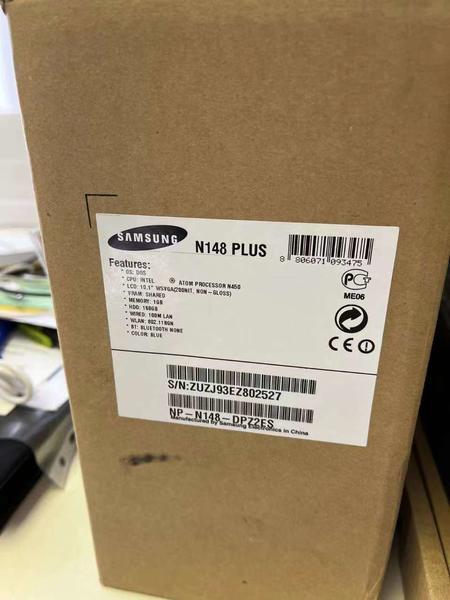 SAMSUNG
N148 PLUS
8 806071 093475
Features:
* OS: DOS
* CPU: INTEL ® ATOM PROCESSOR N450
* LCD: 10.1" WSVGA(200NIT, NON-GLOSS)
* VRAM: SHARED
* MEMORY: 1GB
* HDD: 160GB
* WIRED: 100M LAN
* WLAN: 802.11BGN
* BT: BLUETOOTH NONE
* COLOR: BLUE
ME06
CE
S/N:ZUZJ93EZ802527
NP-N148-DPZ2ES
Manufactured by Samsung Electronics in China